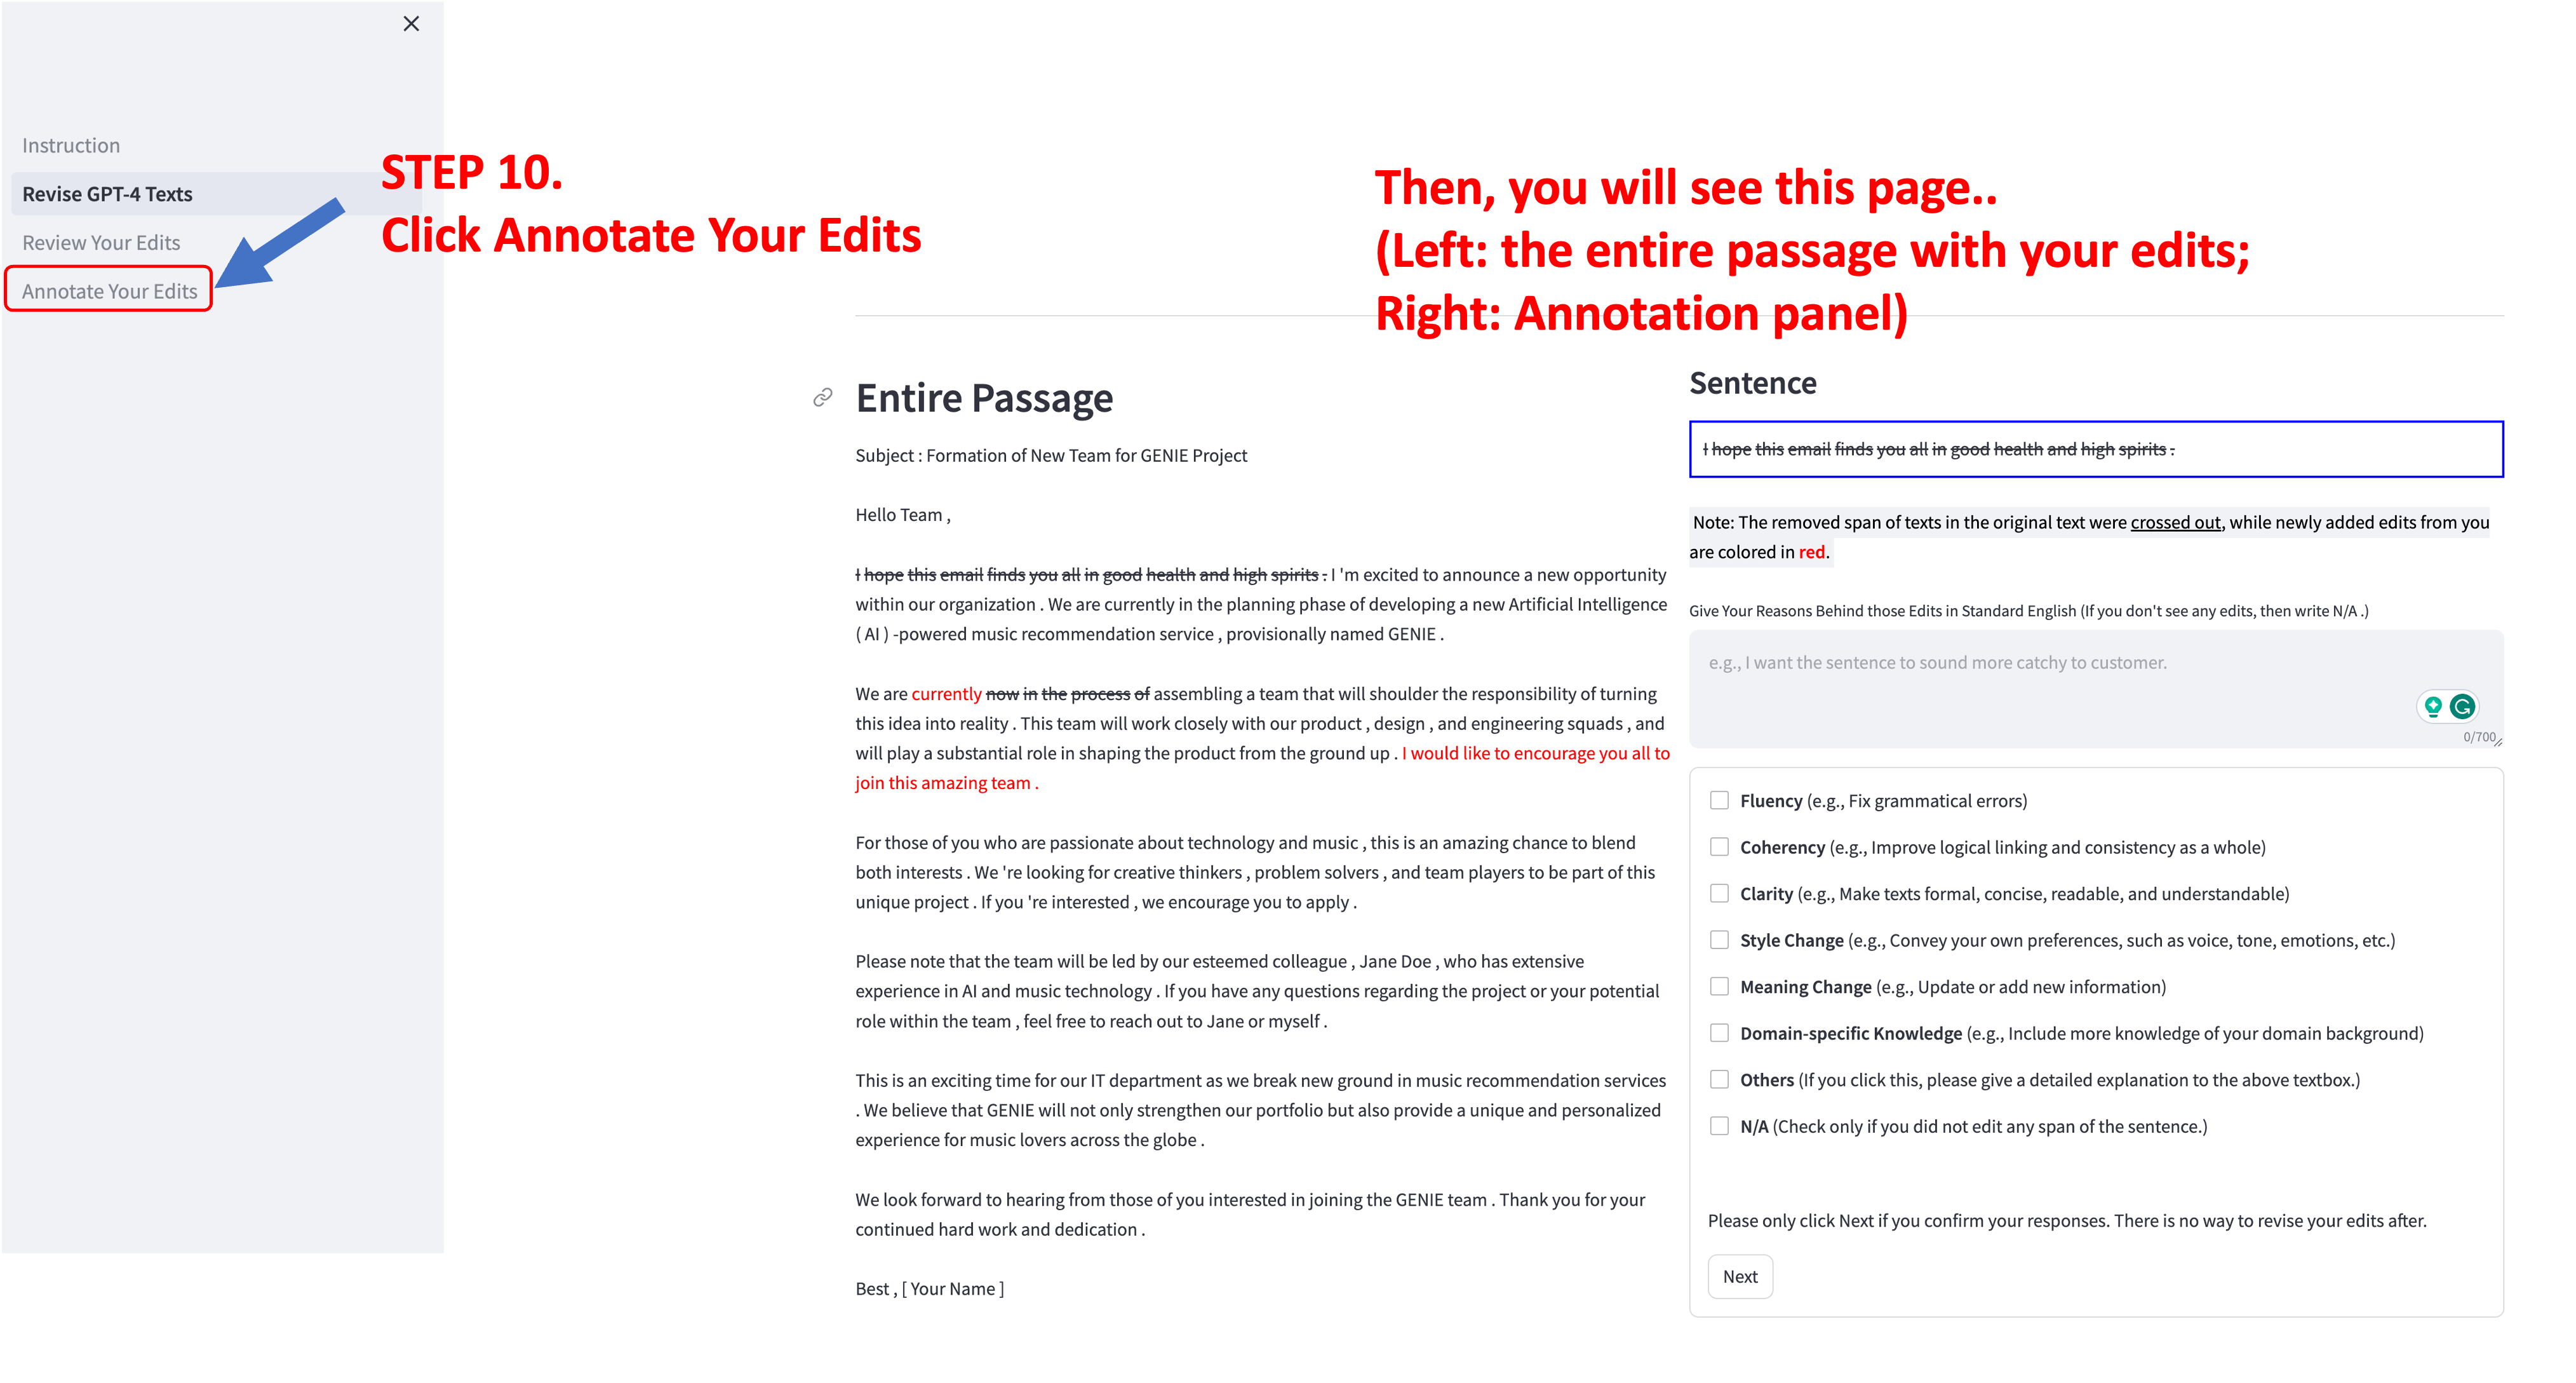 Instruction
Revise GPT-4 Texts
Review Your Edits
Annotate Your Edits
STEP 10.
Click Annotate Your Edits
Then, you will see this page..
(Left: the entire passage with your edits;
Right: Annotation panel)
Entire Passage
Subject : Formation of New Team for GENIE Project
Hello Team ,
I hope this email finds you all in good health and high spirits . I 'm excited to announce a new opportunity
within our organization . We are currently in the planning phase of developing a new Artificial Intelligence
( AI ) -powered music recommendation service , provisionally named GENIE .
We are currently now in the process of assembling a team that will shoulder the responsibility of turning
this idea into reality . This team will work closely with our product , design , and engineering squads , and
will play a substantial role in shaping the product from the ground up . I would like to encourage you all to
join this amazing team .
For those of you who are passionate about technology and music , this is an amazing chance to blend
both interests . We 're looking for creative thinkers , problem solvers , and team players to be part of this
unique project . If you 're interested , we encourage you to apply .
Please note that the team will be led by our esteemed colleague , Jane Doe , who has extensive
experience in AI and music technology . If you have any questions regarding the project or your potential
role within the team , feel free to reach out to Jane or myself .
This is an exciting time for our IT department as we break new ground in music recommendation services
. We believe that GENIE will not only strengthen our portfolio but also provide a unique and personalized
experience for music lovers across the globe .
We look forward to hearing from those of you interested in joining the GENIE team . Thank you for your
continued hard work and dedication .
Best , [ Your Name ]
Sentence
I hope this email finds you all in good health and high spirits .
Note: The removed span of texts in the original text were crossed out, while newly added edits from you
are colored in red.
Give Your Reasons Behind those Edits in Standard English (If you don't see any edits, then write N/A .)
e.g., I want the sentence to sound more catchy to customer.
0/700
Fluency (e.g., Fix grammatical errors)
Coherency (e.g., Improve logical linking and consistency as a whole)
Clarity (e.g., Make texts formal, concise, readable, and understandable)
Style Change (e.g., Convey your own preferences, such as voice, tone, emotions, etc.)
Meaning Change (e.g., Update or add new information)
Domain-specific Knowledge (e.g., Include more knowledge of your domain background)
Others (If you click this, please give a detailed explanation to the above textbox.)
N/A (Check only if you did not edit any span of the sentence.)
Please only click Next if you confirm your responses. There is no way to revise your edits after.
Next